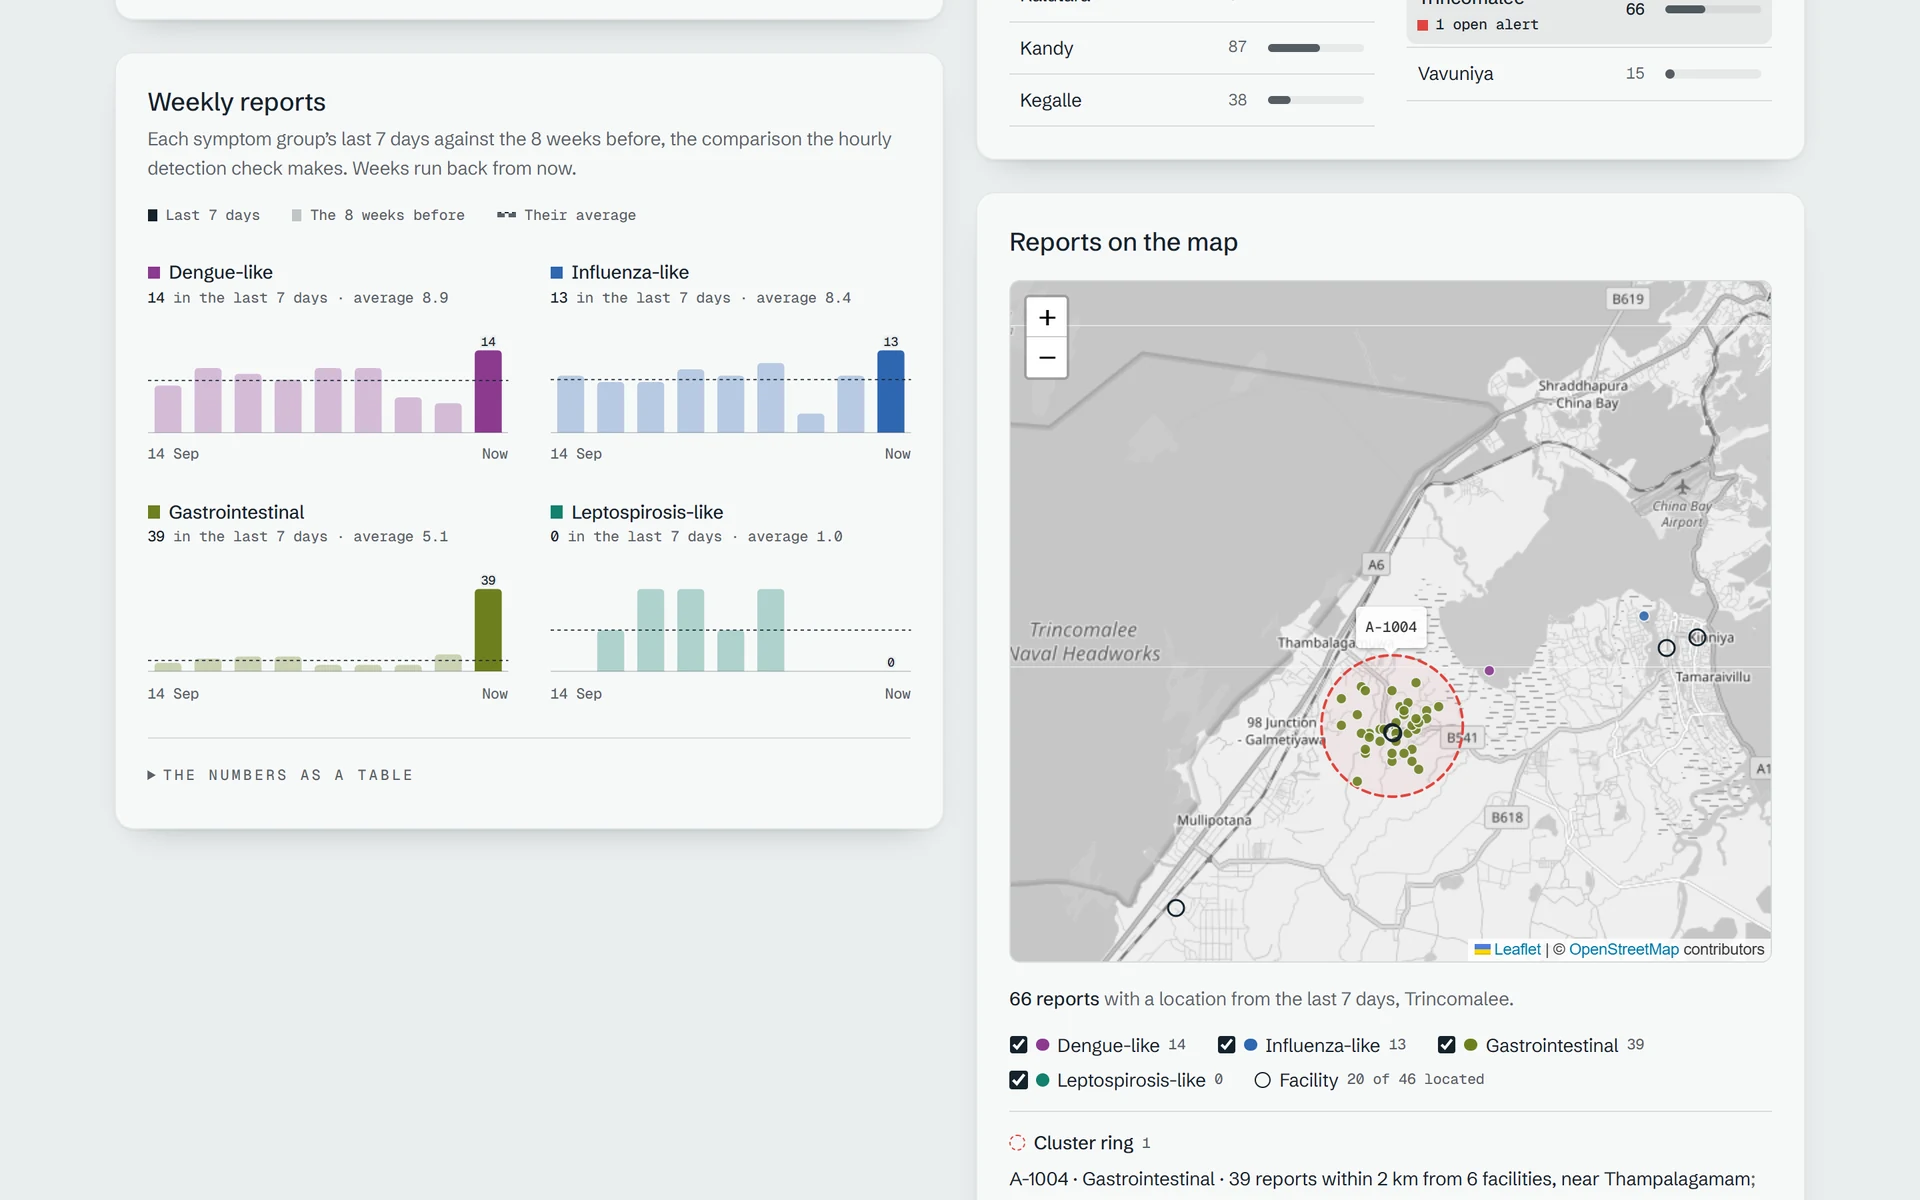 Weekly reports
Each symptom group's last 7 days against the 8 weeks before, the comparison the hourly
detection check makes. Weeks run back from now.
Last 7 days
The 8 weeks before
Their average
Dengue-like
14 in the last 7 days · average 8.9
14
14 Sep
Now
Influenza-like
13 in the last 7 days · average 8.4
13
14 Sep
Now
Gastrointestinal
39 in the last 7 days · average 5.1
39
14 Sep
Now
Leptospirosis-like
0 in the last 7 days · average 1.0
0
14 Sep
Now
THE NUMBERS AS A TABLE
Kandy 87
Kegalle 38
66
1 open alert
Vavuniya 15
Reports on the map
+
−
B619
Shraddhapura
- China Bay
China Bay
Airport
A6
A-1004
Trincomalee
Naval Headworks
Kinniya
Tamaraivillu
98 Junction
- Galmetiyawa
B541
A1
Mullipotana
B618
Leaflet | © OpenStreetMap contributors
66 reports with a location from the last 7 days, Trincomalee.
Dengue-like 14
Influenza-like 13
Gastrointestinal 39
Leptospirosis-like 0
Facility 20 of 46 located
Cluster ring 1
A-1004 · Gastrointestinal · 39 reports within 2 km from 6 facilities, near Thampalagamam;